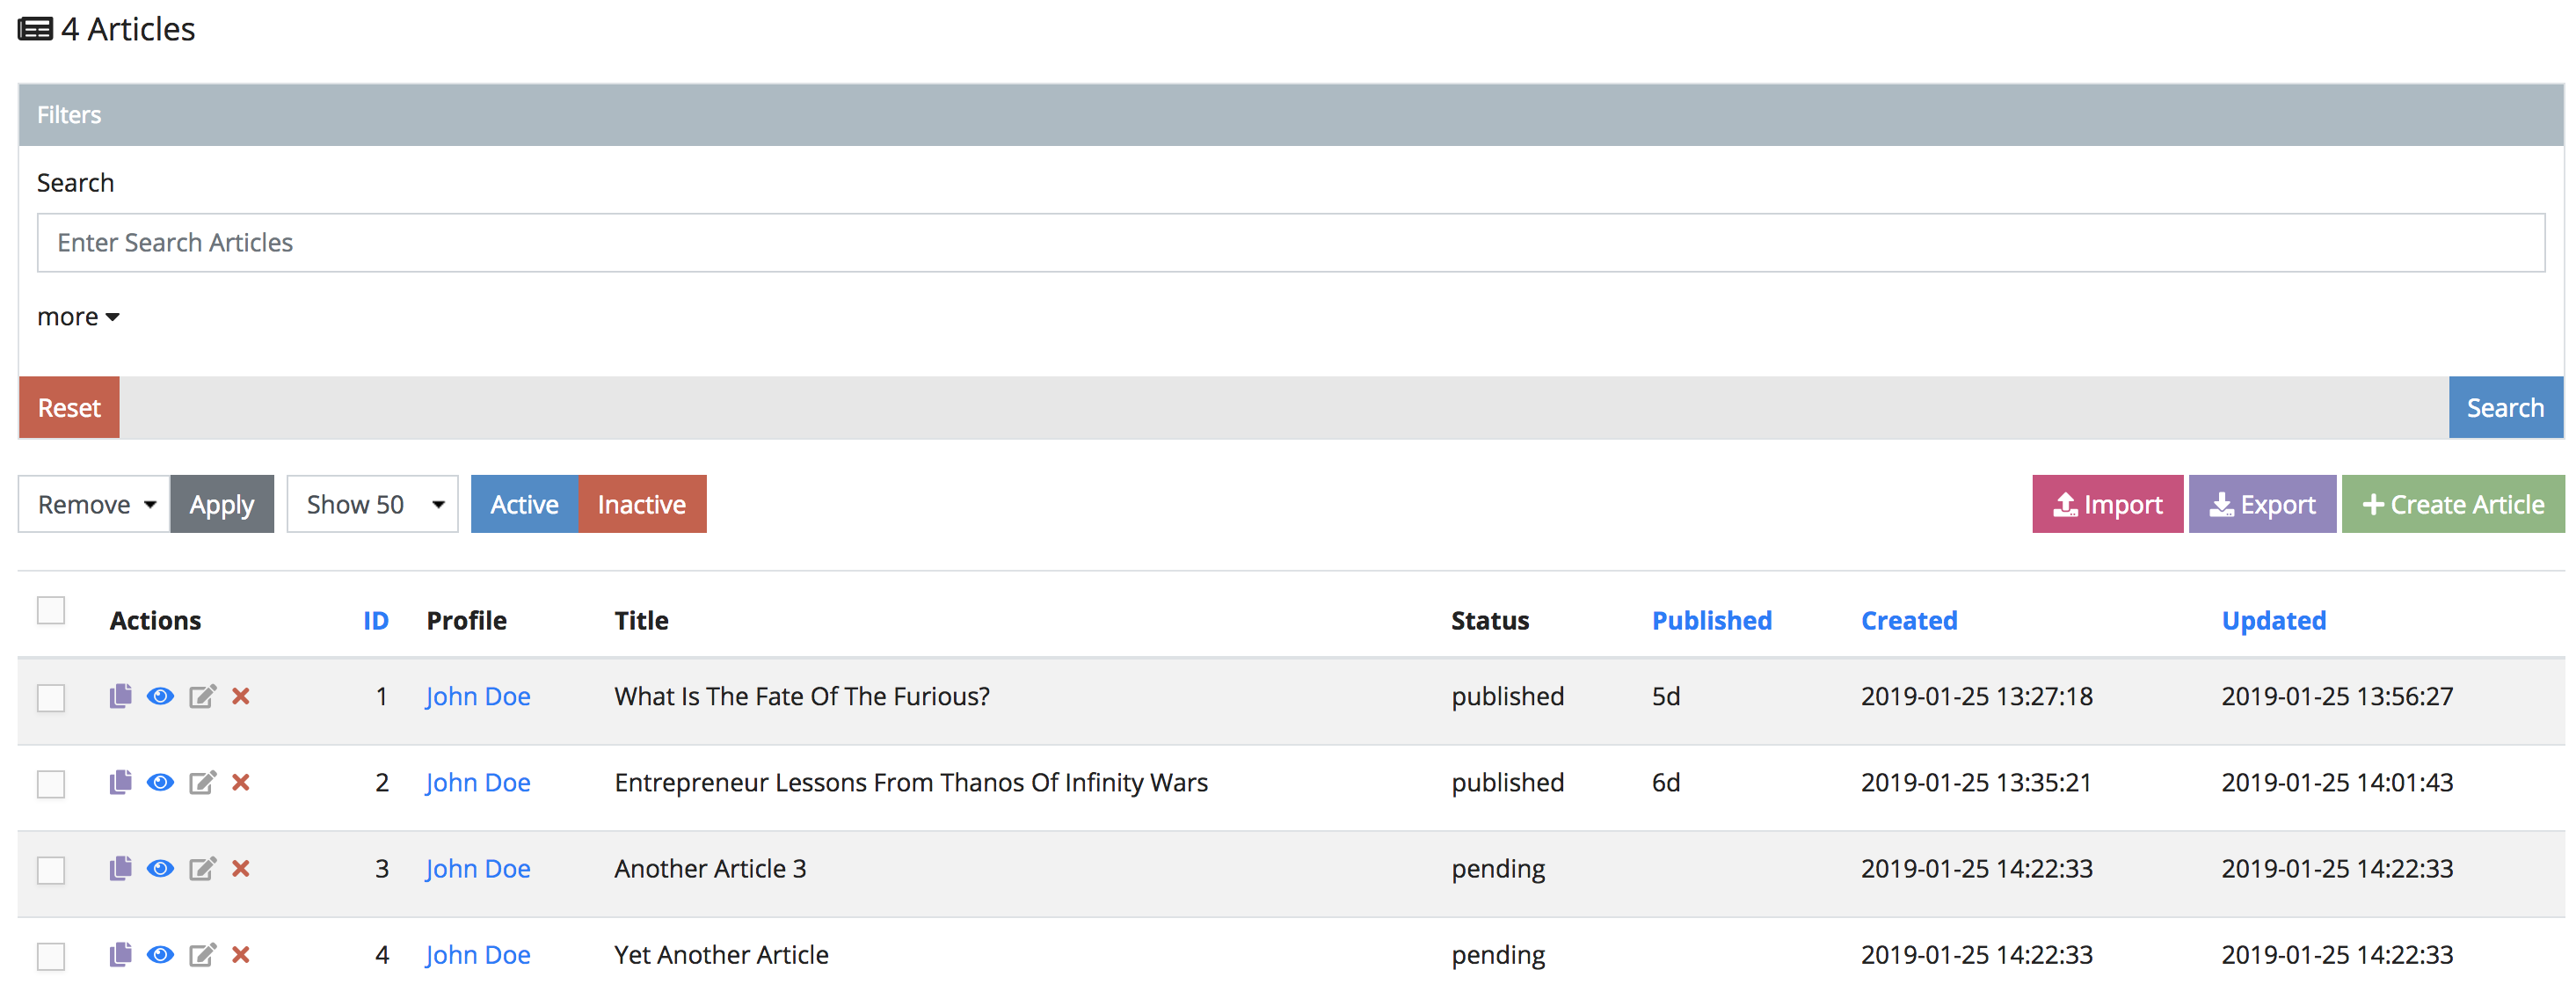 4 Articles
Filters
Search
Enter Search Articles
more
Reset Search
Remove Apply Show 50 Active Inactive Import Export Create Article
Actions ID Profile Title Status Published Created Updated
1 John Doe What Is The Fate Of The Furious? published 5d 2019-01-25 13:27:18 2019-01-25 13:56:27
2 John Doe Entrepreneur Lessons From Thanos Of Infinity Wars published 6d 2019-01-25 13:35:21 2019-01-25 14:01:43
3 John Doe Another Article 3 pending 2019-01-25 14:22:33 2019-01-25 14:22:33
4 John Doe Yet Another Article pending 2019-01-25 14:22:33 2019-01-25 14:22:33